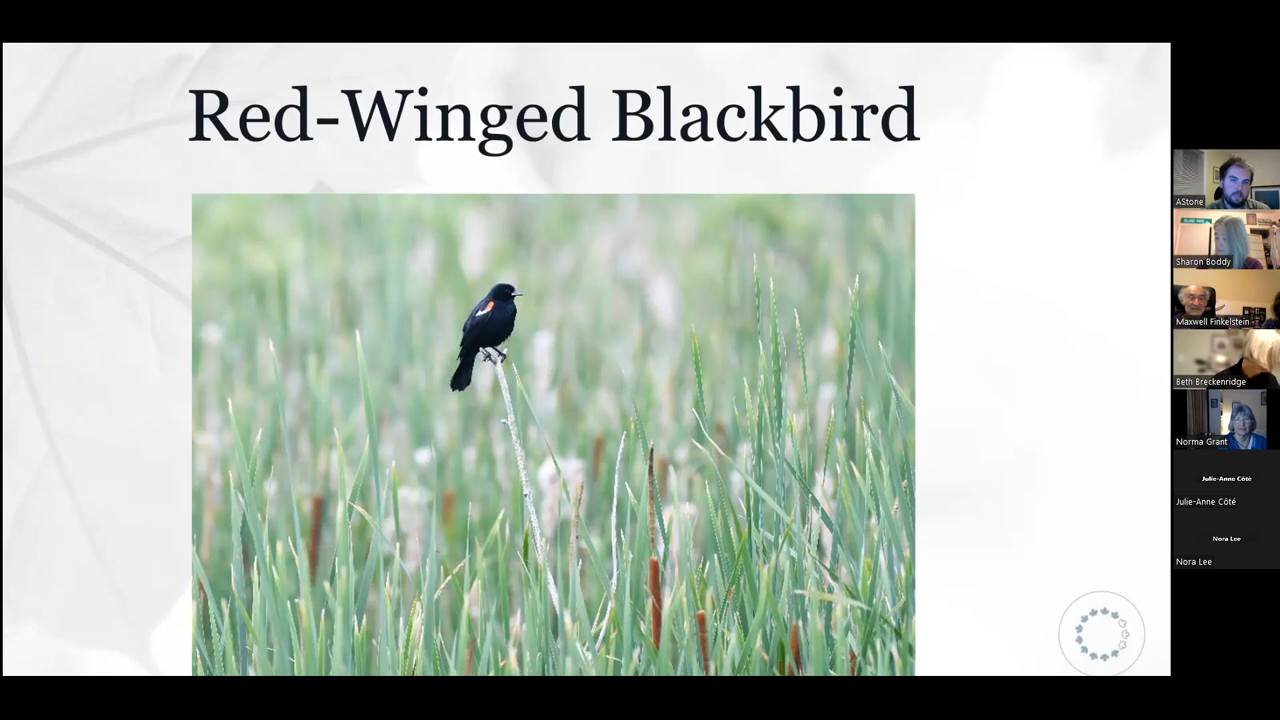 Red-Winged Blackbird
AStone
Sharon Boddy
Maxwell Finkelstein
Beth Breckenridge
Norma Grant
Julie-Anne Côté
Julie-Anne Côté
Nora Lee
Nora Lee